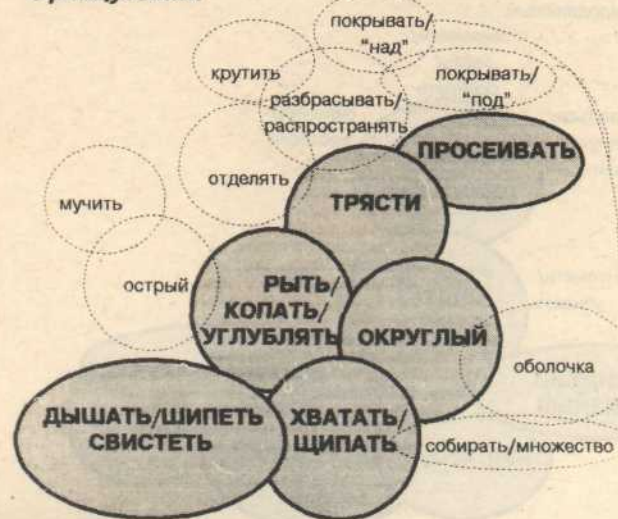 покрывать/
"над"
крутить
покрывать/
"под"
разбрасывать/
распространять
ПРОСЕИВАТЬ
отделять
ТРЯСТИ
мучить
острый
РЫТЬ/
КОПАТЬ/
УГЛУБЛЯТЬ
ОКРУГЛЫЙ
оболочка
ДЫШАТЬ/ШИПЕТЬ
СВИСТЕТЬ
ХВАТАТЬ/
ЩИПАТЬ
собирать/множество